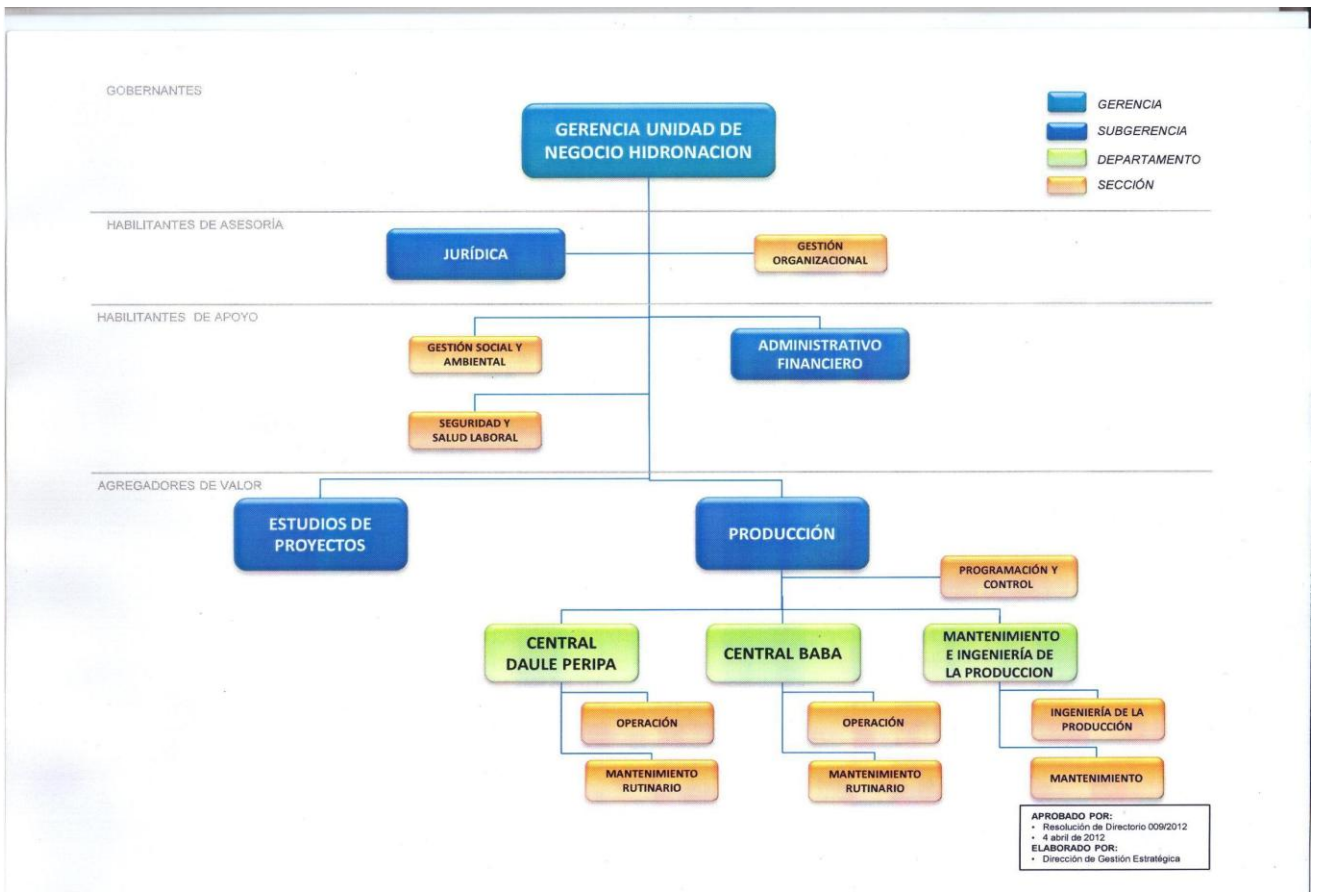 GOBERNANTES
GERENCIA UNIDAD DE
NEGOCIO HIDRONACION
GERENCIA
SUBGERENCIA
DEPARTAMENTO
SECCIÓN
HABILITANTES DE ASESORÍA
JURÍDICA
GESTIÓN
ORGANIZACIONAL
HABILITANTES DE APOYO
GESTIÓN SOCIAL Y
AMBIENTAL
ADMINISTRATIVO
FINANCIERO
SEGURIDAD Y
SALUD LABORAL
AGREGADORES DE VALOR
ESTUDIOS DE
PROYECTOS
PRODUCCIÓN
PROGRAMACIÓN Y
CONTROL
CENTRAL
DAULE PERIPA
CENTRAL BABA
MANTENIMIENTO
E INGENIERÍA DE
LA PRODUCCION
OPERACIÓN
MANTENIMIENTO
RUTINARIO
OPERACIÓN
MANTENIMIENTO
RUTINARIO
INGENIERÍA DE LA
PRODUCCIÓN
MANTENIMIENTO
APROBADO POR:
• Resolución de Directorio 009/2012
• 4 abril de 2012
ELABORADO POR:
• Dirección de Gestión Estratégica